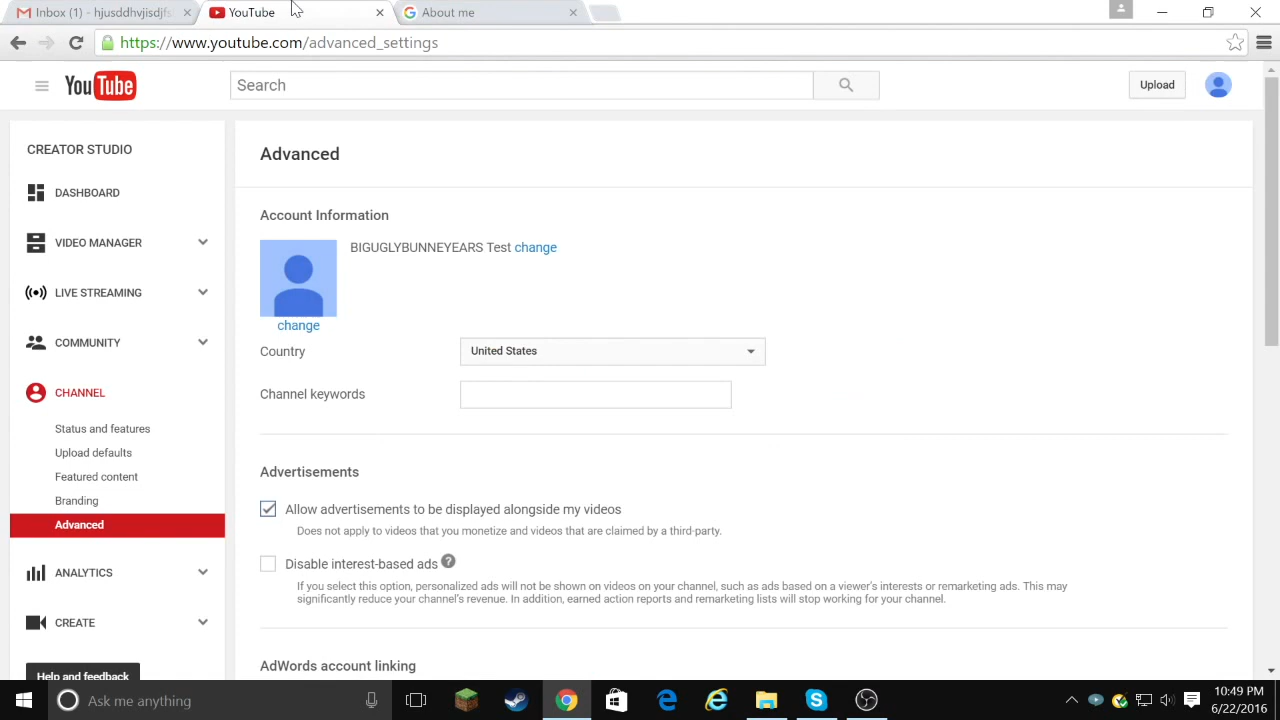 Inbox (1) - hjusddhvjisdjfs
YouTube
About me
https://www.youtube.com/advanced_settings
YouTube
Search
Upload
CREATOR STUDIO
DASHBOARD
VIDEO MANAGER
LIVE STREAMING
COMMUNITY
CHANNEL
Status and features
Upload defaults
Featured content
Branding
Advanced
ANALYTICS
CREATE
Help and feedback
Advanced
Account Information
BIGUGLYBUNNEYEARS Test change
change
Country
United States
Channel keywords
Advertisements
Allow advertisements to be displayed alongside my videos
Does not apply to videos that you monetize and videos that are claimed by a third-party.
Disable interest-based ads ?
If you select this option, personalized ads will not be shown on videos on your channel, such as ads based on a viewer's interests or remarketing ads. This may
significantly reduce your channel's revenue. In addition, earned action reports and remarketing lists will stop working for your channel.
AdWords account linking
Ask me anything
10:49 PM
6/22/2016